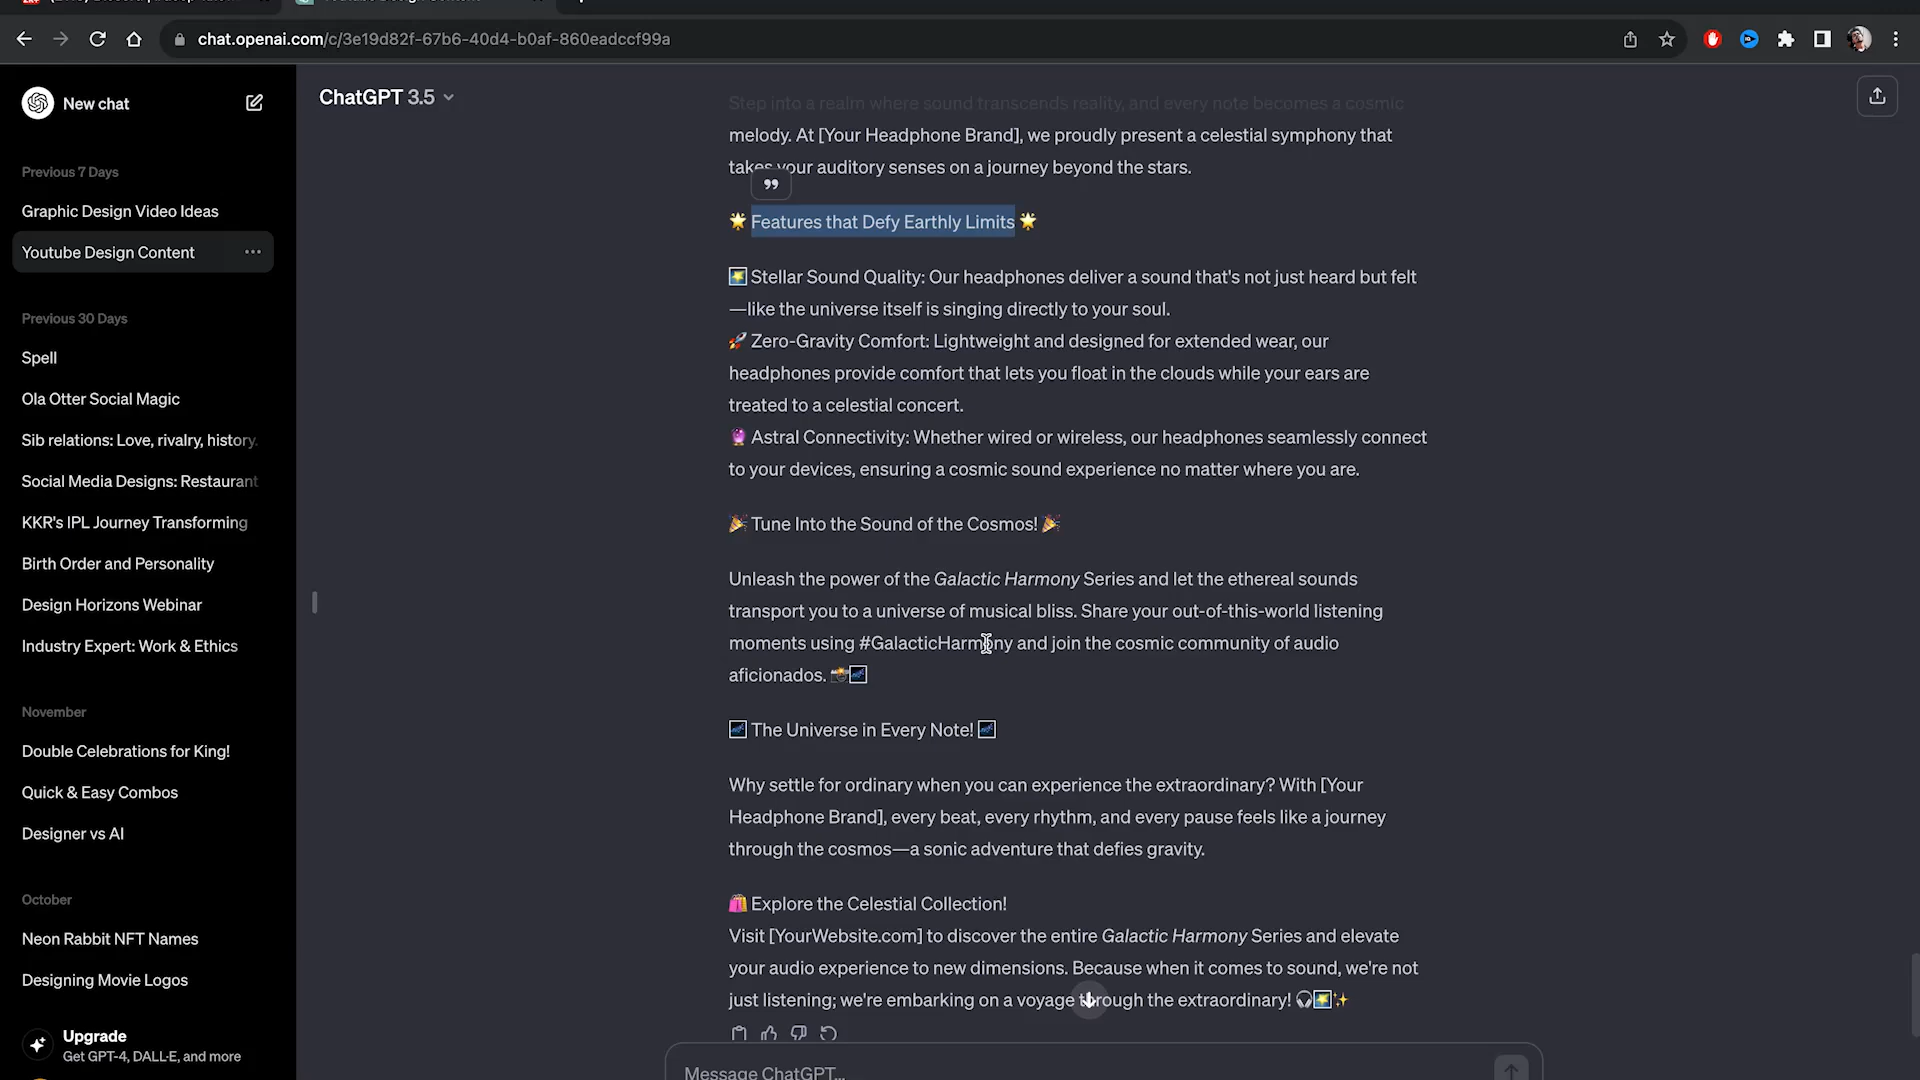 chat.openai.com/c/3e19d82f-67b6-40d4-b0af-860eadccf99a
New chat
ChatGPT 3.5
Previous 7 Days
Graphic Design Video Ideas
Youtube Design Content
Previous 30 Days
Spell
Ola Otter Social Magic
Sib relations: Love, rivalry, history.
Social Media Designs: Restaurant
KKR's IPL Journey Transforming
Birth Order and Personality
Design Horizons Webinar
Industry Expert: Work & Ethics
November
Double Celebrations for King!
Quick & Easy Combos
Designer vs AI
October
Neon Rabbit NFT Names
Designing Movie Logos
Upgrade
Get GPT-4, DALL·E, and more
Step into a realm where sound transcends reality, and every note becomes a cosmic
melody. At [Your Headphone Brand], we proudly present a celestial symphony that
takes your auditory senses on a journey beyond the stars.
🌟 Features that Defy Earthly Limits 🌟
🌠 Stellar Sound Quality: Our headphones deliver a sound that's not just heard but felt
—like the universe itself is singing directly to your soul.
🚀 Zero-Gravity Comfort: Lightweight and designed for extended wear, our
headphones provide comfort that lets you float in the clouds while your ears are
treated to a celestial concert.
🔮 Astral Connectivity: Whether wired or wireless, our headphones seamlessly connect
to your devices, ensuring a cosmic sound experience no matter where you are.
🎉 Tune Into the Sound of the Cosmos! 🎉
Unleash the power of the Galactic Harmony Series and let the ethereal sounds
transport you to a universe of musical bliss. Share your out-of-this-world listening
moments using #GalacticHarmony and join the cosmic community of audio
aficionados. 📸🌌
🌌 The Universe in Every Note! 🌌
Why settle for ordinary when you can experience the extraordinary? With [Your
Headphone Brand], every beat, every rhythm, and every pause feels like a journey
through the cosmos—a sonic adventure that defies gravity.
🛍️ Explore the Celestial Collection!
Visit [YourWebsite.com] to discover the entire Galactic Harmony Series and elevate
your audio experience to new dimensions. Because when it comes to sound, we're not
just listening; we're embarking on a voyage through the extraordinary! 🎧🌠✨
Message ChatGPT...